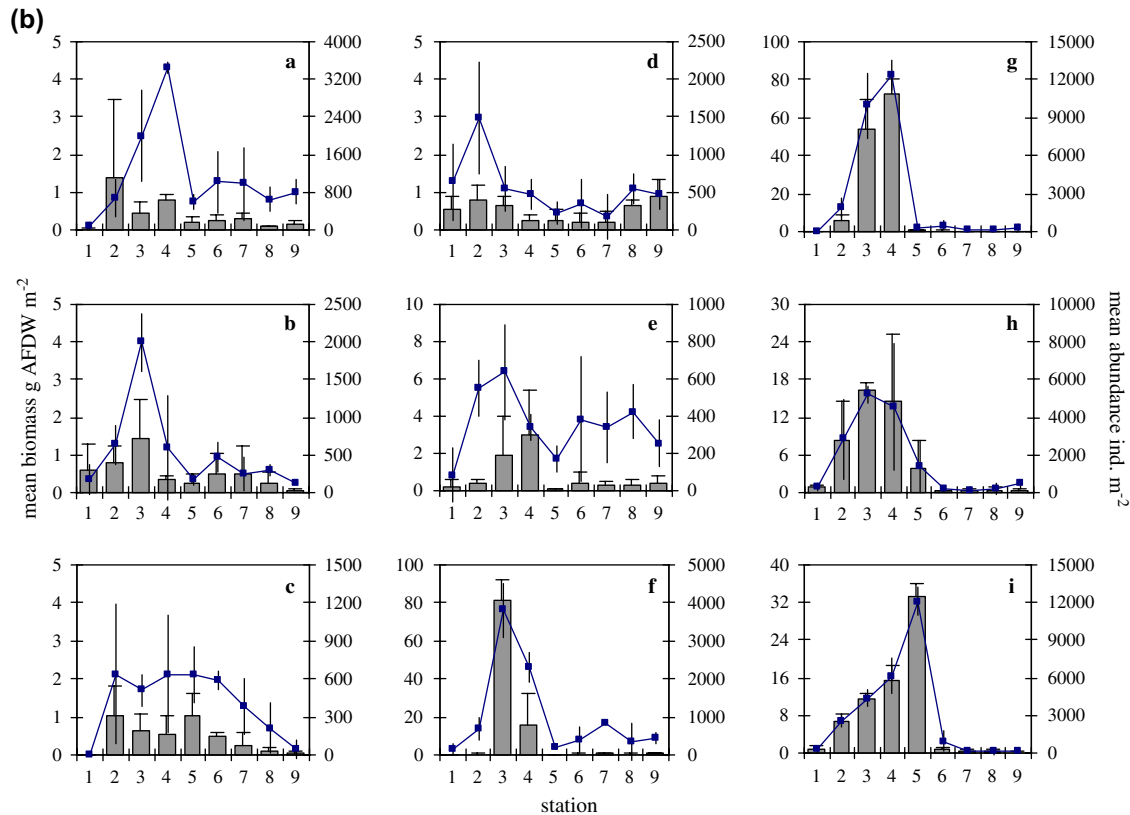 (b)
5 4000 5 2500 100 15000
a d g
4 3200 4 2000 80 12000
3 2400 3 1500 60 9000
2 1600 2 1000 40 6000
1 800 1 500 20 3000
0 0 0 0 0 0
1 2 3 4 5 6 7 8 9 1 2 3 4 5 6 7 8 9 1 2 3 4 5 6 7 8 9
mean biomass g AFDW m-2
mean abundance ind. m-2
5 2500 10 1000 30 10000
b e h
4 2000 8 800 24 8000
3 1500 6 600 18 6000
2 1000 4 400 12 4000
1 500 2 200 6 2000
0 0 0 0 0 0
1 2 3 4 5 6 7 8 9 1 2 3 4 5 6 7 8 9 1 2 3 4 5 6 7 8 9
5 1500 100 5000 40 15000
c f i
4 1200 80 4000 32 12000
3 900 60 3000 24 9000
2 600 40 2000 16 6000
1 300 20 1000 8 3000
0 0 0 0 0 0
1 2 3 4 5 6 7 8 9 1 2 3 4 5 6 7 8 9 1 2 3 4 5 6 7 8 9
station